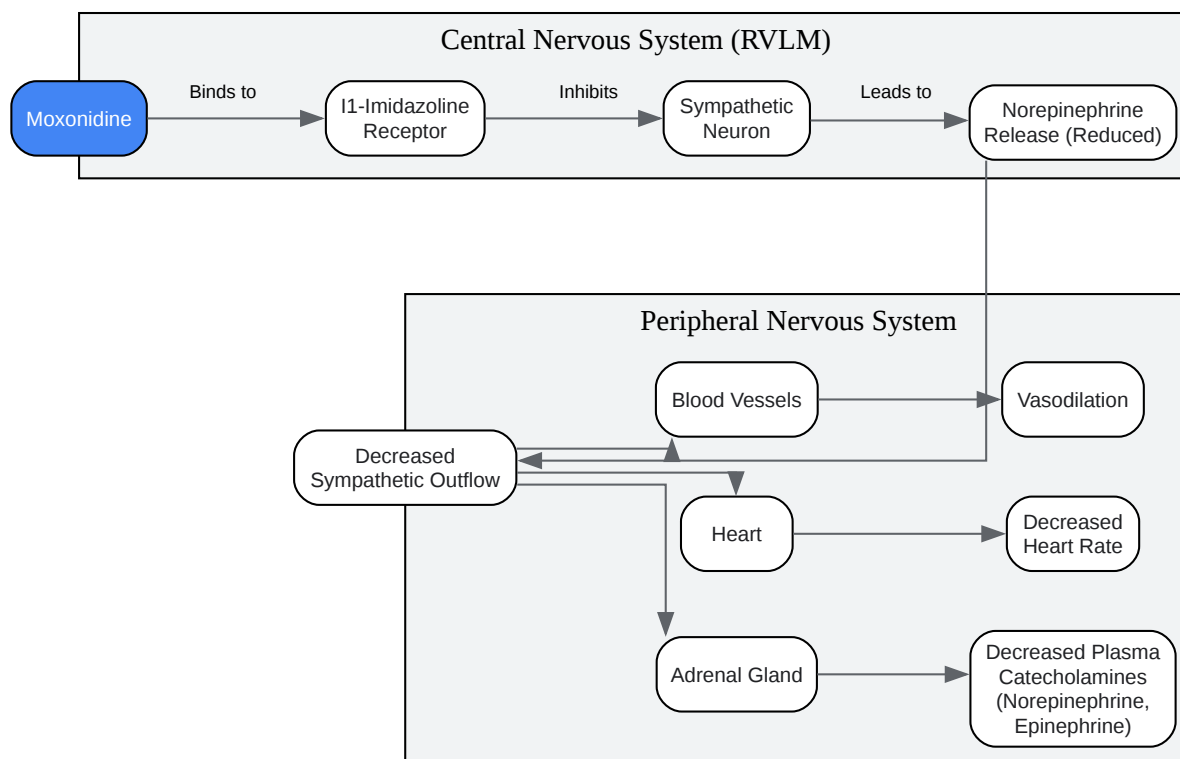 Central Nervous System (RVLM)
Moxonidine
Binds to
I1-Imidazoline
Receptor
Inhibits
Sympathetic
Neuron
Leads to
Norepinephrine
Release (Reduced)
Peripheral Nervous System
Decreased
Sympathetic Outflow
Blood Vessels
Vasodilation
Heart
Decreased
Heart Rate
Adrenal Gland
Decreased Plasma
Catecholamines
(Norepinephrine,
Epinephrine)